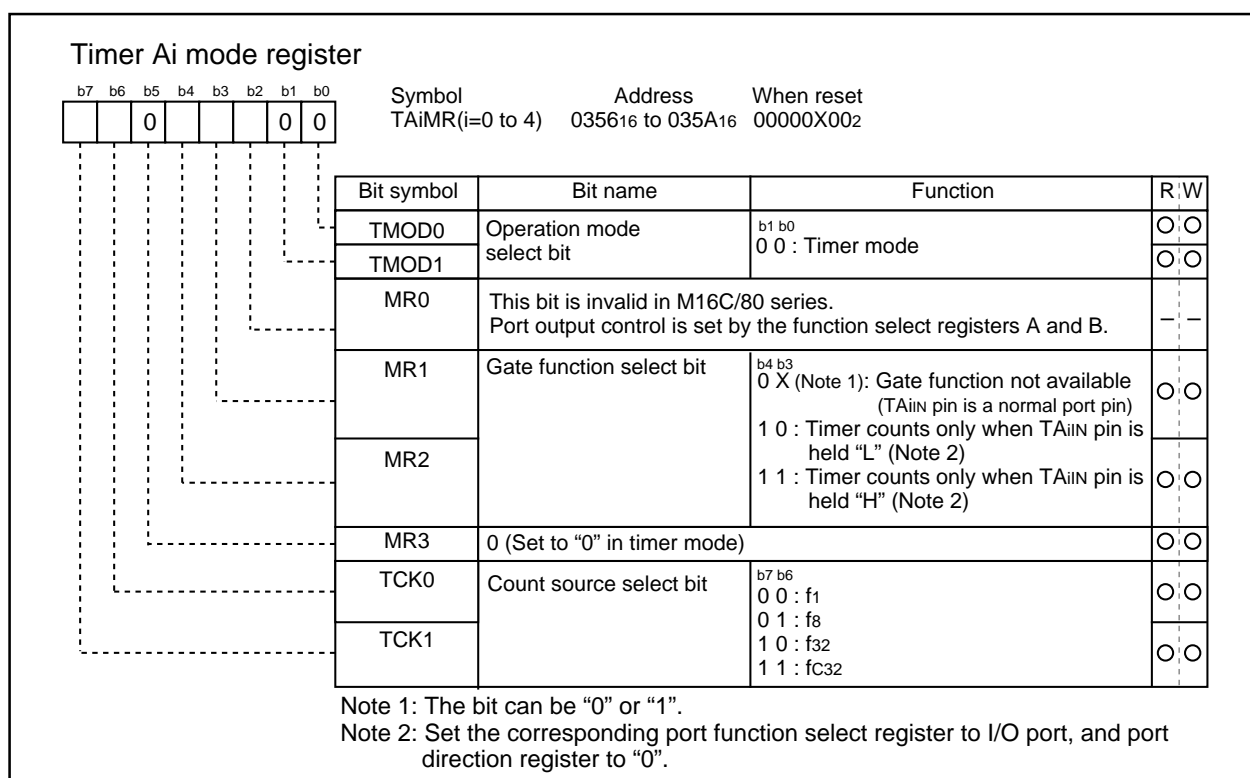 Timer Ai mode register
b7 b6 b5 b4 b3 b2 b1 b0
0 0 0
Symbol Address When reset
TAiMR(i=0 to 4) 035616 to 035A16 00000X002
Bit symbol Bit name Function R W
TMOD0 Operation mode select bit b1 b0
0 0 : Timer mode
TMOD1
MR0 This bit is invalid in M16C/80 series.
Port output control is set by the function select registers A and B. – –
MR1 Gate function select bit b4 b3
0 X (Note 1): Gate function not available
(TAiIN pin is a normal port pin)
1 0 : Timer counts only when TAiIN pin is
held “L” (Note 2)
MR2
1 1 : Timer counts only when TAiIN pin is
held “H” (Note 2)
MR3 0 (Set to “0” in timer mode)
TCK0 Count source select bit b7 b6
0 0 : f1
0 1 : f8
TCK1 1 0 : f32
1 1 : fC32
Note 1: The bit can be “0” or “1”.
Note 2: Set the corresponding port function select register to I/O port, and port
direction register to “0”.